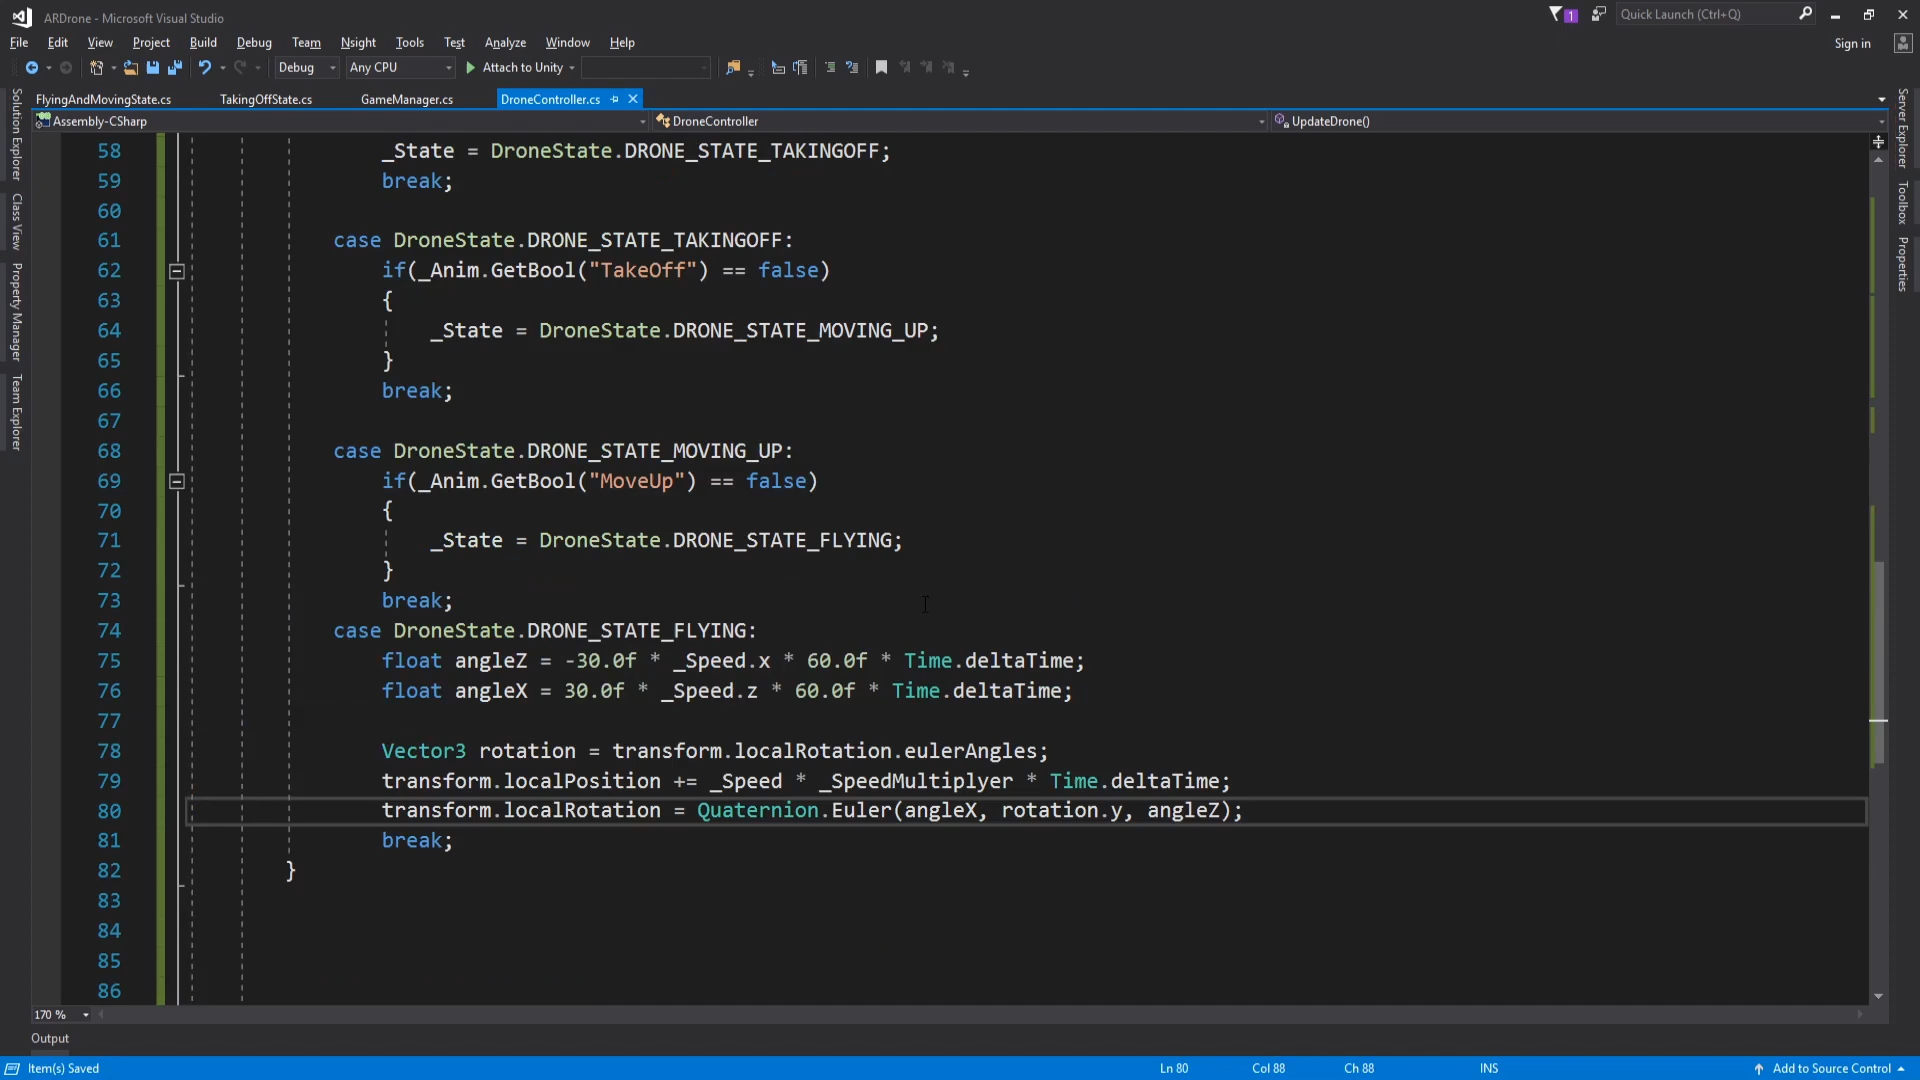 ARDrone - Microsoft Visual Studio
1
Quick Launch (Ctrl+Q)
File Edit View Project Build Debug Team Nsight Tools Test Analyze Window Help
Sign in
Debug Any CPU Attach to Unity
FlyingAndMovingState.cs TakingOffState.cs GameManager.cs DroneController.cs
Assembly-CSharp DroneController UpdateDrone()
Solution Explorer
Class View
Property Manager
Team Explorer
58 _State = DroneState.DRONE_STATE_TAKINGOFF;
59 break;
60
61 case DroneState.DRONE_STATE_TAKINGOFF:
62 if(_Anim.GetBool("TakeOff") == false)
63 {
64 _State = DroneState.DRONE_STATE_MOVING_UP;
65 }
66 break;
67
68 case DroneState.DRONE_STATE_MOVING_UP:
69 if(_Anim.GetBool("MoveUp") == false)
70 {
71 _State = DroneState.DRONE_STATE_FLYING;
72 }
73 break;
74 case DroneState.DRONE_STATE_FLYING:
75 float angleZ = -30.0f * _Speed.x * 60.0f * Time.deltaTime;
76 float angleX = 30.0f * _Speed.z * 60.0f * Time.deltaTime;
77
78 Vector3 rotation = transform.localRotation.eulerAngles;
79 transform.localPosition += _Speed * _SpeedMultiplyer * Time.deltaTime;
80 transform.localRotation = Quaternion.Euler(angleX, rotation.y, angleZ);
81 break;
82 }
83
84
85
86
Server Explorer
Toolbox
Properties
170 %
Output
Item(s) Saved Ln 80 Col 88 Ch 88 INS Add to Source Control